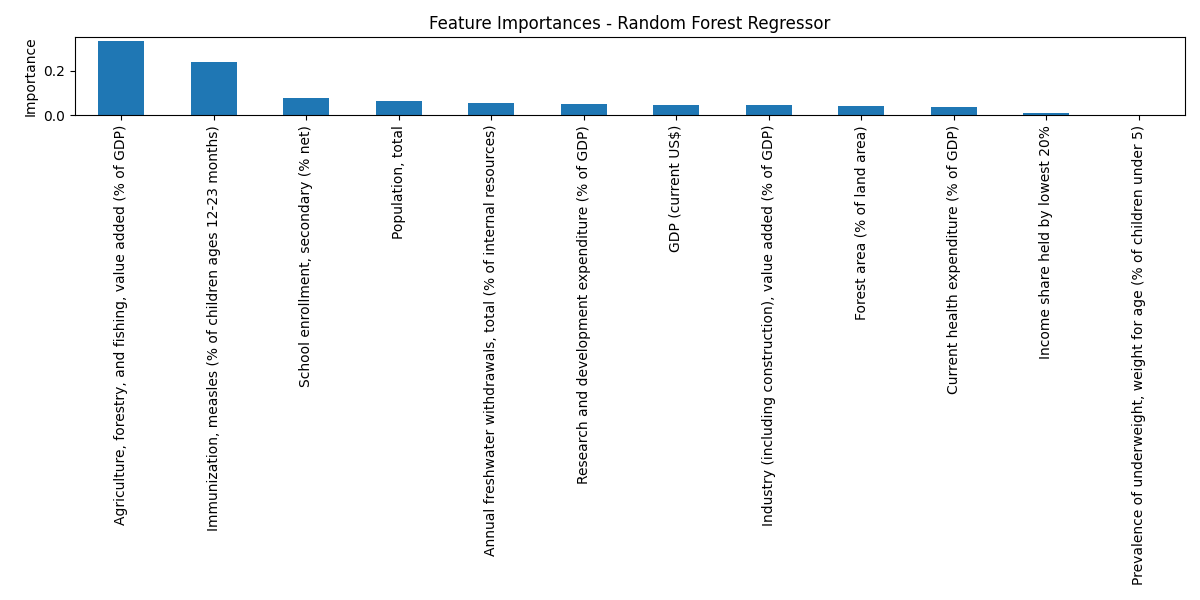 Feature Importances - Random Forest Regressor
Importance
0.2
0.0
Agriculture, forestry, and fishing, value added (% of GDP)
Immunization, measles (% of children ages 12-23 months)
School enrollment, secondary (% net)
Population, total
Annual freshwater withdrawals, total (% of internal resources)
Research and development expenditure (% of GDP)
GDP (current US$)
Industry (including construction), value added (% of GDP)
Forest area (% of land area)
Current health expenditure (% of GDP)
Income share held by lowest 20%
Prevalence of underweight, weight for age (% of children under 5)